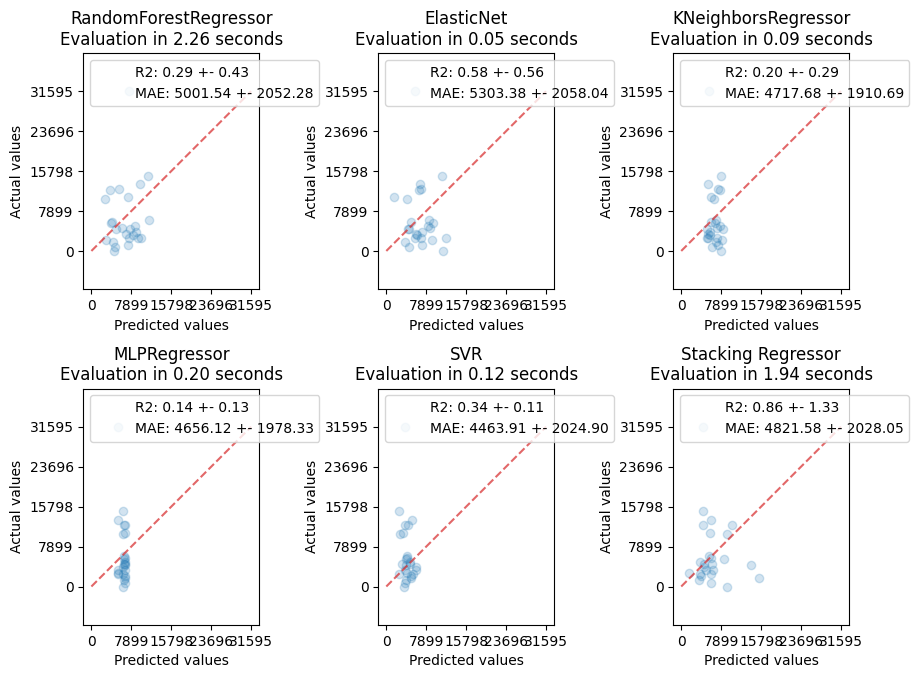 RandomForestRegressor
Evaluation in 2.26 seconds
R2: 0.29 +- 0.43
MAE: 5001.54 +- 2052.28
31595
23696
15798
7899
0
Actual values
0 7899 15798 23696 31595
Predicted values
ElasticNet
Evaluation in 0.05 seconds
R2: 0.58 +- 0.56
MAE: 5303.38 +- 2058.04
31595
23696
15798
7899
0
Actual values
0 7899 15798 23696 31595
Predicted values
KNeighborsRegressor
Evaluation in 0.09 seconds
R2: 0.20 +- 0.29
MAE: 4717.68 +- 1910.69
31595
23696
15798
7899
0
Actual values
0 7899 15798 23696 31595
Predicted values
MLPRegressor
Evaluation in 0.20 seconds
R2: 0.14 +- 0.13
MAE: 4656.12 +- 1978.33
31595
23696
15798
7899
0
Actual values
0 7899 15798 23696 31595
Predicted values
SVR
Evaluation in 0.12 seconds
R2: 0.34 +- 0.11
MAE: 4463.91 +- 2024.90
31595
23696
15798
7899
0
Actual values
0 7899 15798 23696 31595
Predicted values
Stacking Regressor
Evaluation in 1.94 seconds
R2: 0.86 +- 1.33
MAE: 4821.58 +- 2028.05
31595
23696
15798
7899
0
Actual values
0 7899 15798 23696 31595
Predicted values